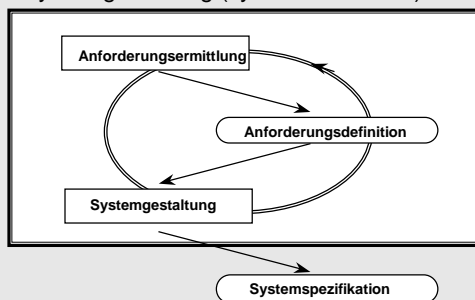 Anforderungsermittlung
Anforderungsdefinition
Systemgestaltung
Systemspezifikation